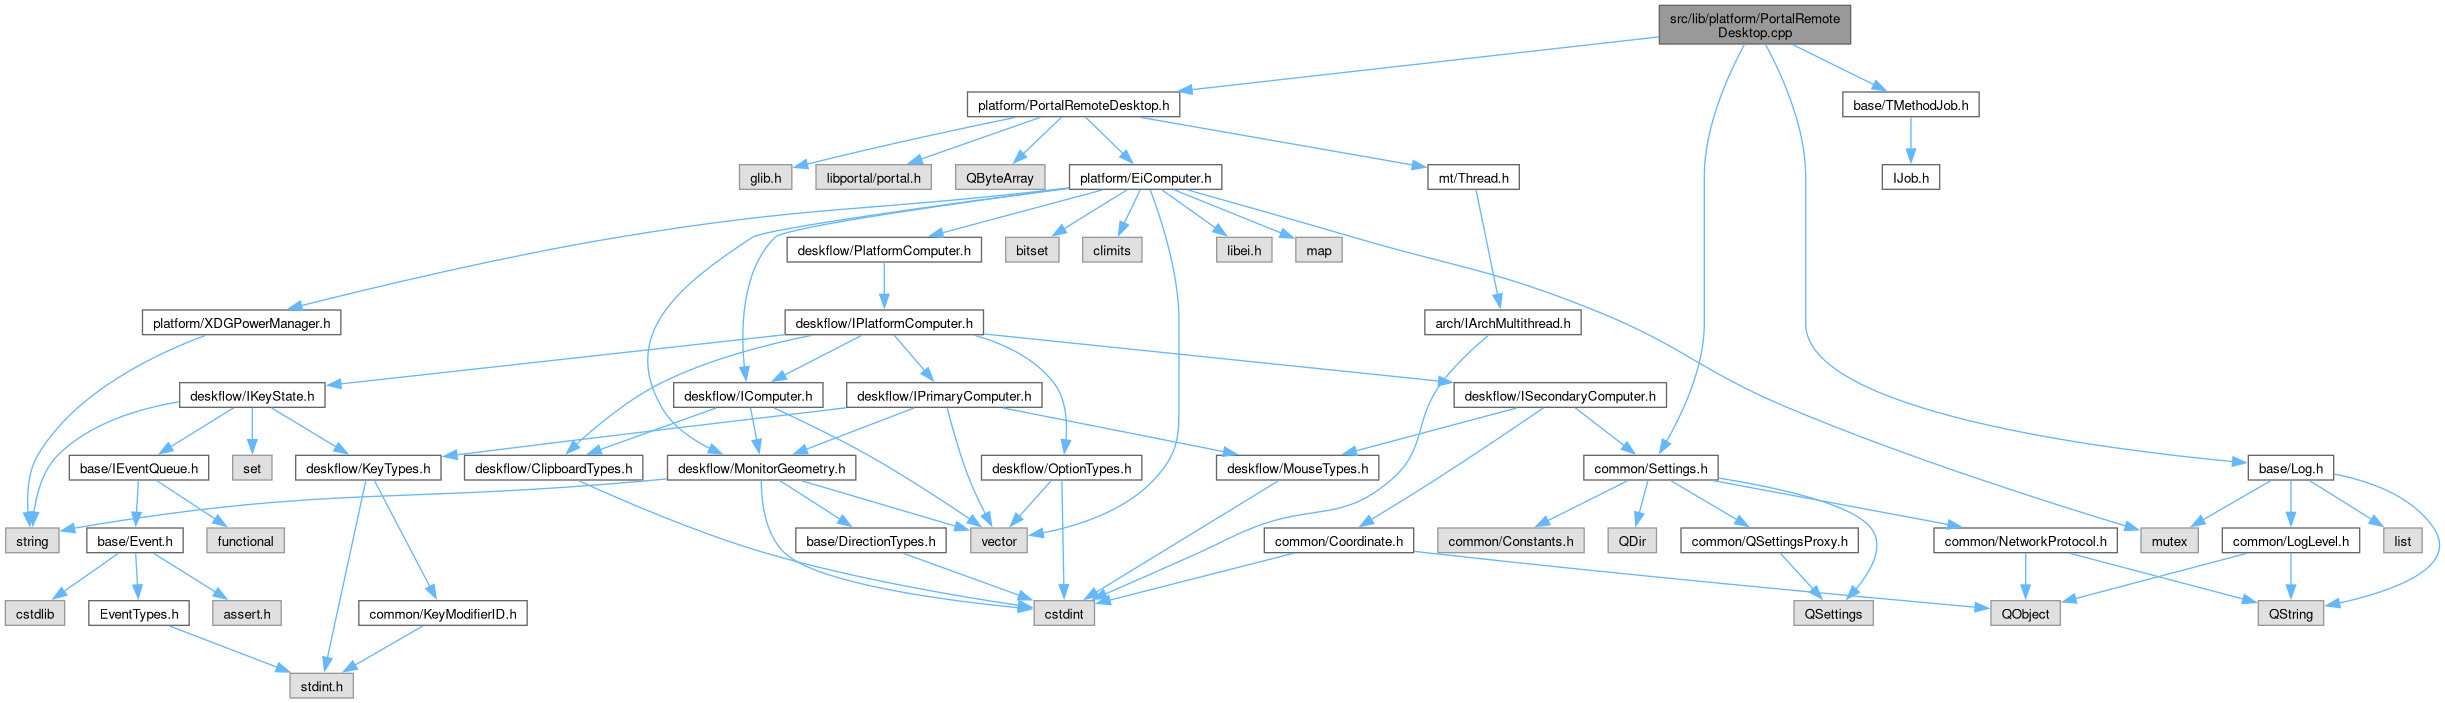 src/lib/platform/PortalRemote
Desktop.cpp
platform/PortalRemoteDesktop.h
base/TMethodJob.h
glib.h
libportal/portal.h
QByteArray
platform/EiComputer.h
mt/Thread.h
IJob.h
deskflow/PlatformComputer.h
bitset
climits
libei.h
map
platform/XDGPowerManager.h
deskflow/IPlatformComputer.h
arch/IArchMultithread.h
deskflow/IKeyState.h
deskflow/IComputer.h
deskflow/IPrimaryComputer.h
deskflow/ISecondaryComputer.h
base/IEventQueue.h
set
deskflow/KeyTypes.h
deskflow/ClipboardTypes.h
deskflow/MonitorGeometry.h
deskflow/OptionTypes.h
deskflow/MouseTypes.h
common/Settings.h
base/Log.h
string
base/Event.h
functional
base/DirectionTypes.h
vector
common/Coordinate.h
common/Constants.h
QDir
common/QSettingsProxy.h
common/NetworkProtocol.h
mutex
common/LogLevel.h
list
cstdlib
EventTypes.h
assert.h
common/KeyModifierID.h
cstdint
QSettings
QObject
QString
stdint.h